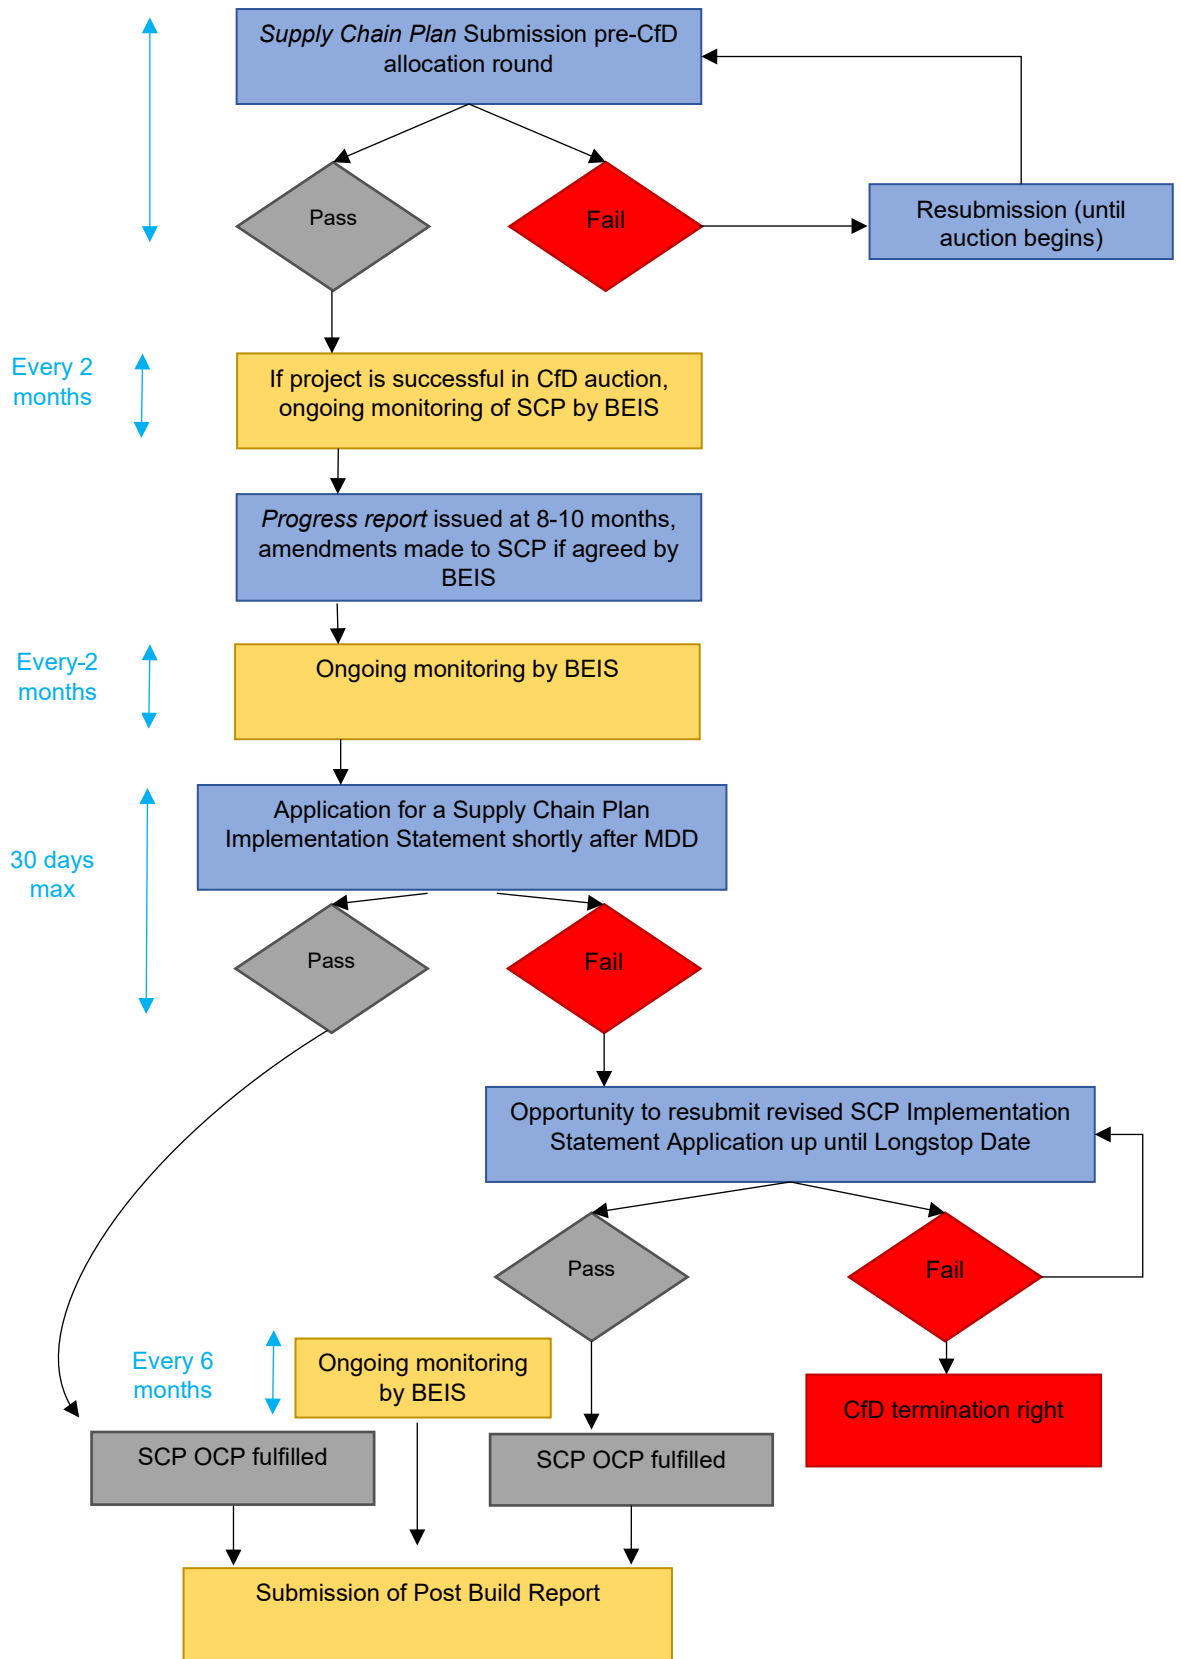 Supply Chain Plan Submission pre-CfD
allocation round
Pass
Fail
Resubmission (until
auction begins)
Every 2
months
If project is successful in CfD auction,
ongoing monitoring of SCP by BEIS
Progress report issued at 8-10 months,
amendments made to SCP if agreed by
BEIS
Every-2
months
Ongoing monitoring by BEIS
Application for a Supply Chain Plan
Implementation Statement shortly after MDD
30 days
max
Pass
Fail
Opportunity to resubmit revised SCP Implementation
Statement Application up until Longstop Date
Pass
Fail
Every 6
months
Ongoing monitoring
by BEIS
CfD termination right
SCP OCP fulfilled
SCP OCP fulfilled
Submission of Post Build Report